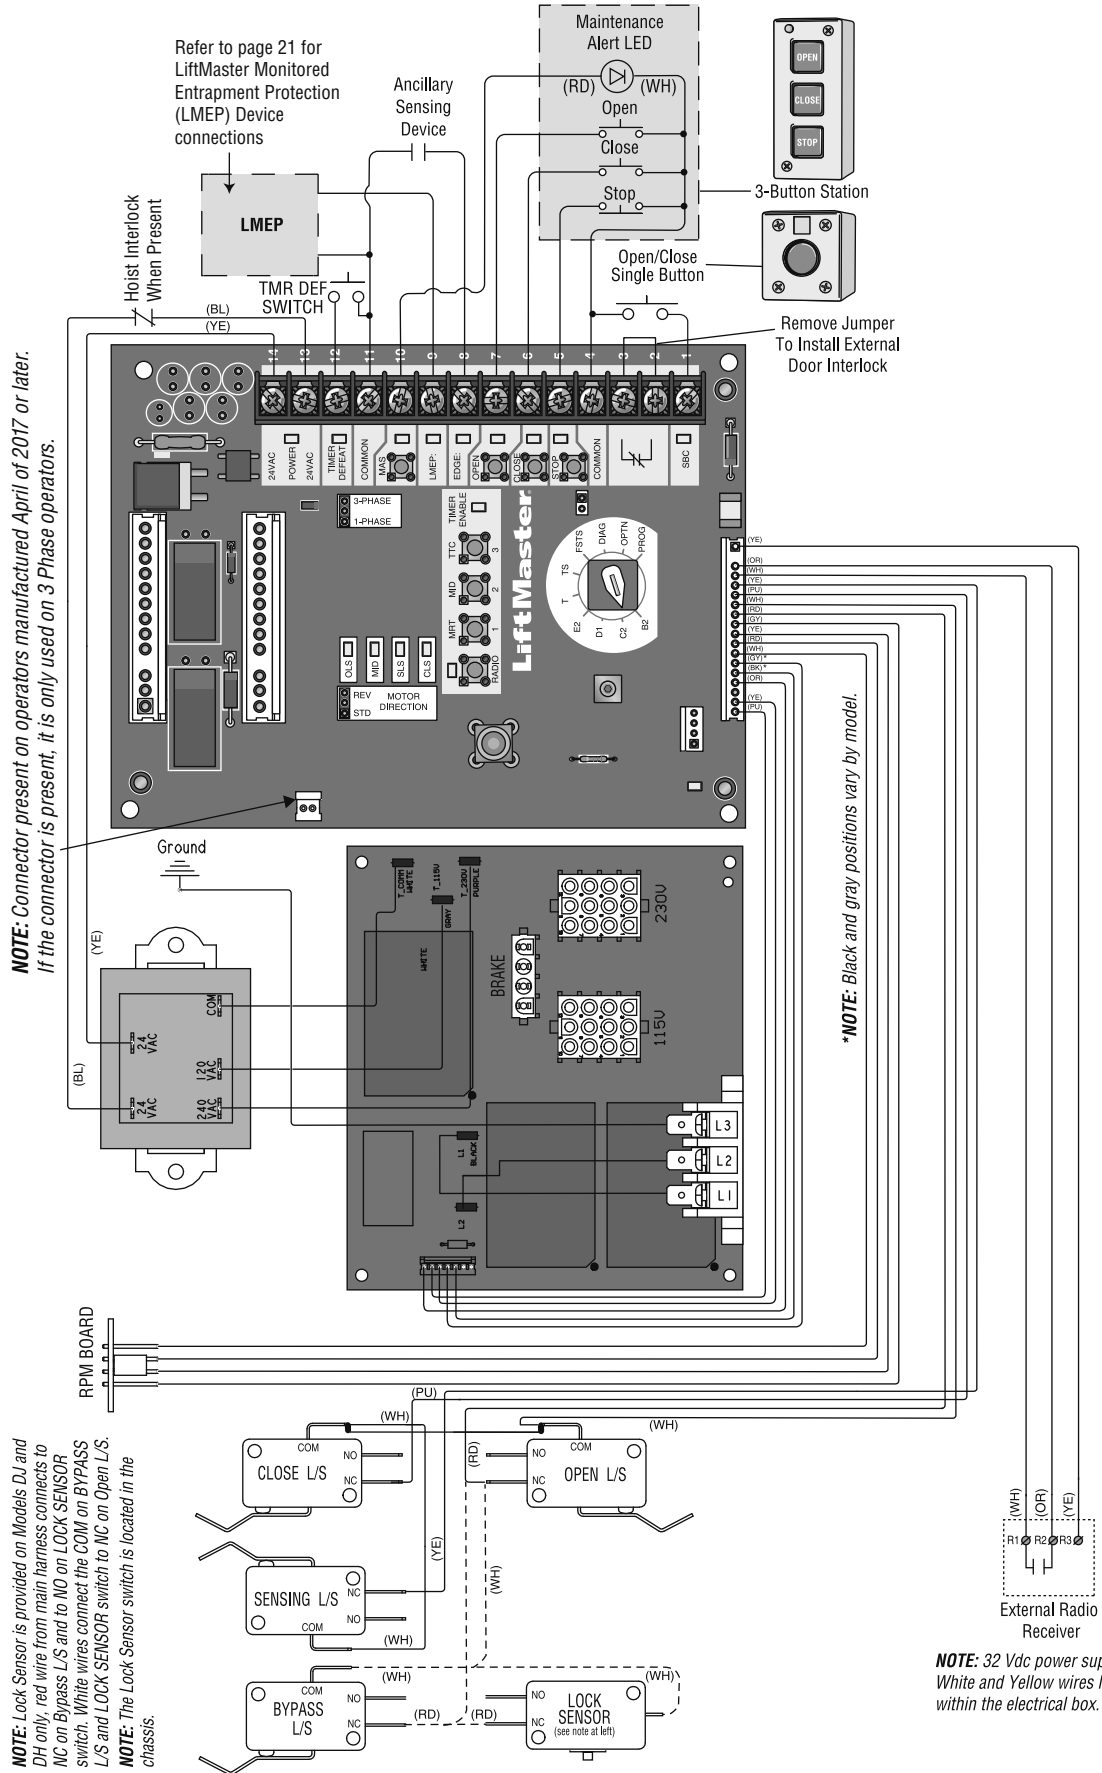 Maintenance
Alert LED
(RD)
(WH)
Open
Close
Stop
OPEN
CLOSE
STOP
3-Button Station
Refer to page 21 for
LiftMaster Monitored
Entrapment Protection
(LMEP) Device
connections
Ancillary
Sensing
Device
LMEP
Hoist Interlock
When Present
(BL)
(YE)
TMR DEF
SWITCH
Open/Close
Single Button
Remove Jumper
To Install External
Door Interlock
NOTE: Connector present on operators manufactured April of 2017 or later.
If the connector is present, it is only used on 3 Phase operators.
14
13
12
11
10
9
8
7
6
5
4
3
2
1
24VAC
POWER
24VAC
TIMER
DEFEAT
COMMON
MAS
LMEP:
EDGE:
OPEN
CLOSE
STOP
COMMON
SBC
3-PHASE
1-PHASE
TIMER
ENABLE
TTC
3
MID
2
MRT
1
RADIO
LiftMaster
FSTS
DIAG
OPTN
PROG
TS
T
E2
D1
C2
B2
OLS
MID
SLS
CLS
REV
STD
MOTOR
DIRECTION
(YE)
(OR)
(WH)
(YE)
(PU)
(WH)
(RD)
(GY)
(YE)
(RD)
(WH)
(GY)*
(BK)*
(OR)
(YE)
(PU)
*NOTE: Black and gray positions vary by model.
Ground
(YE)
(BL)
COM
24
VAC
120
VAC
24
VAC
240
VAC
T_COMM
WHITE
T_115V
GRAY
T_230V
PURPLE
WHITE
BRAKE
230V
115V
L1
BLACK
L2
L3
L2
L1
RPM BOARD
(PU)
(WH)
(WH)
COM
NO
NC
CLOSE L/S
(RD)
NO
NC
COM
OPEN L/S
(YE)
(WH)
SENSING L/S
NC
NO
COM
(WH)
COM
BYPASS
L/S
NO
NC
(WH)
(RD)
(RD)
NO
NC
LOCK
SENSOR
(see note at left)
(WH)
NOTE: Lock Sensor is provided on Models DJ and
DH only, red wire from main harness connects to
NC on Bypass L/S and to NO on LOCK SENSOR
switch. White wires connect the COM on BYPASS
L/S and LOCK SENSOR switch to NC on Open L/S.
NOTE: The Lock Sensor switch is located in the
chassis.
(WH)
(OR)
(YE)
R1
R2
R3
External Radio
Receiver
NOTE: 32 Vdc power sup
White and Yellow wires l
within the electrical box.